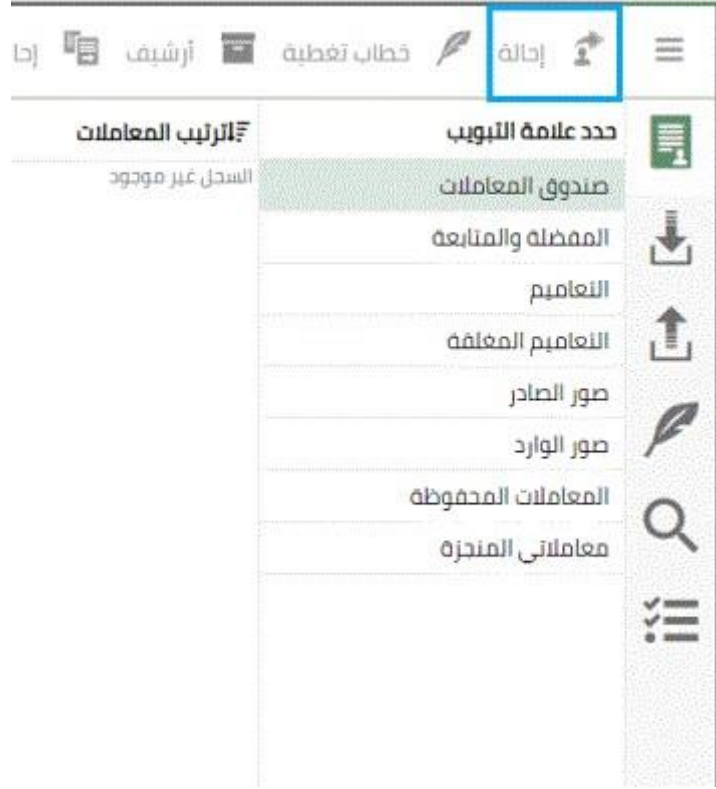 إحالة خطاب تغطية أرشيف إحا
حدد علامة التبويب
صندوق المعاملات
المفضلة والمتابعة
التعاميم
التعاميم المغلقة
صور الصادر
صور الوارد
المعاملات المحفوظة
معاملاتي المنجزة
ترتيب المعاملات
السجل غير موجود